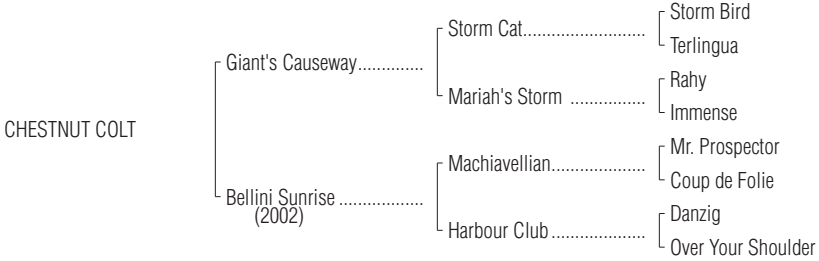 Storm Bird
Storm Cat..........................
Terlingua
Giant's Causeway..............
Rahy
Mariah's Storm ................
Immense
CHESTNUT COLT
Mr. Prospector
Machiavellian....................
Coup de Folie
Bellini Sunrise ..................
(2002)
Danzig
Harbour Club ....................
Over Your Shoulder